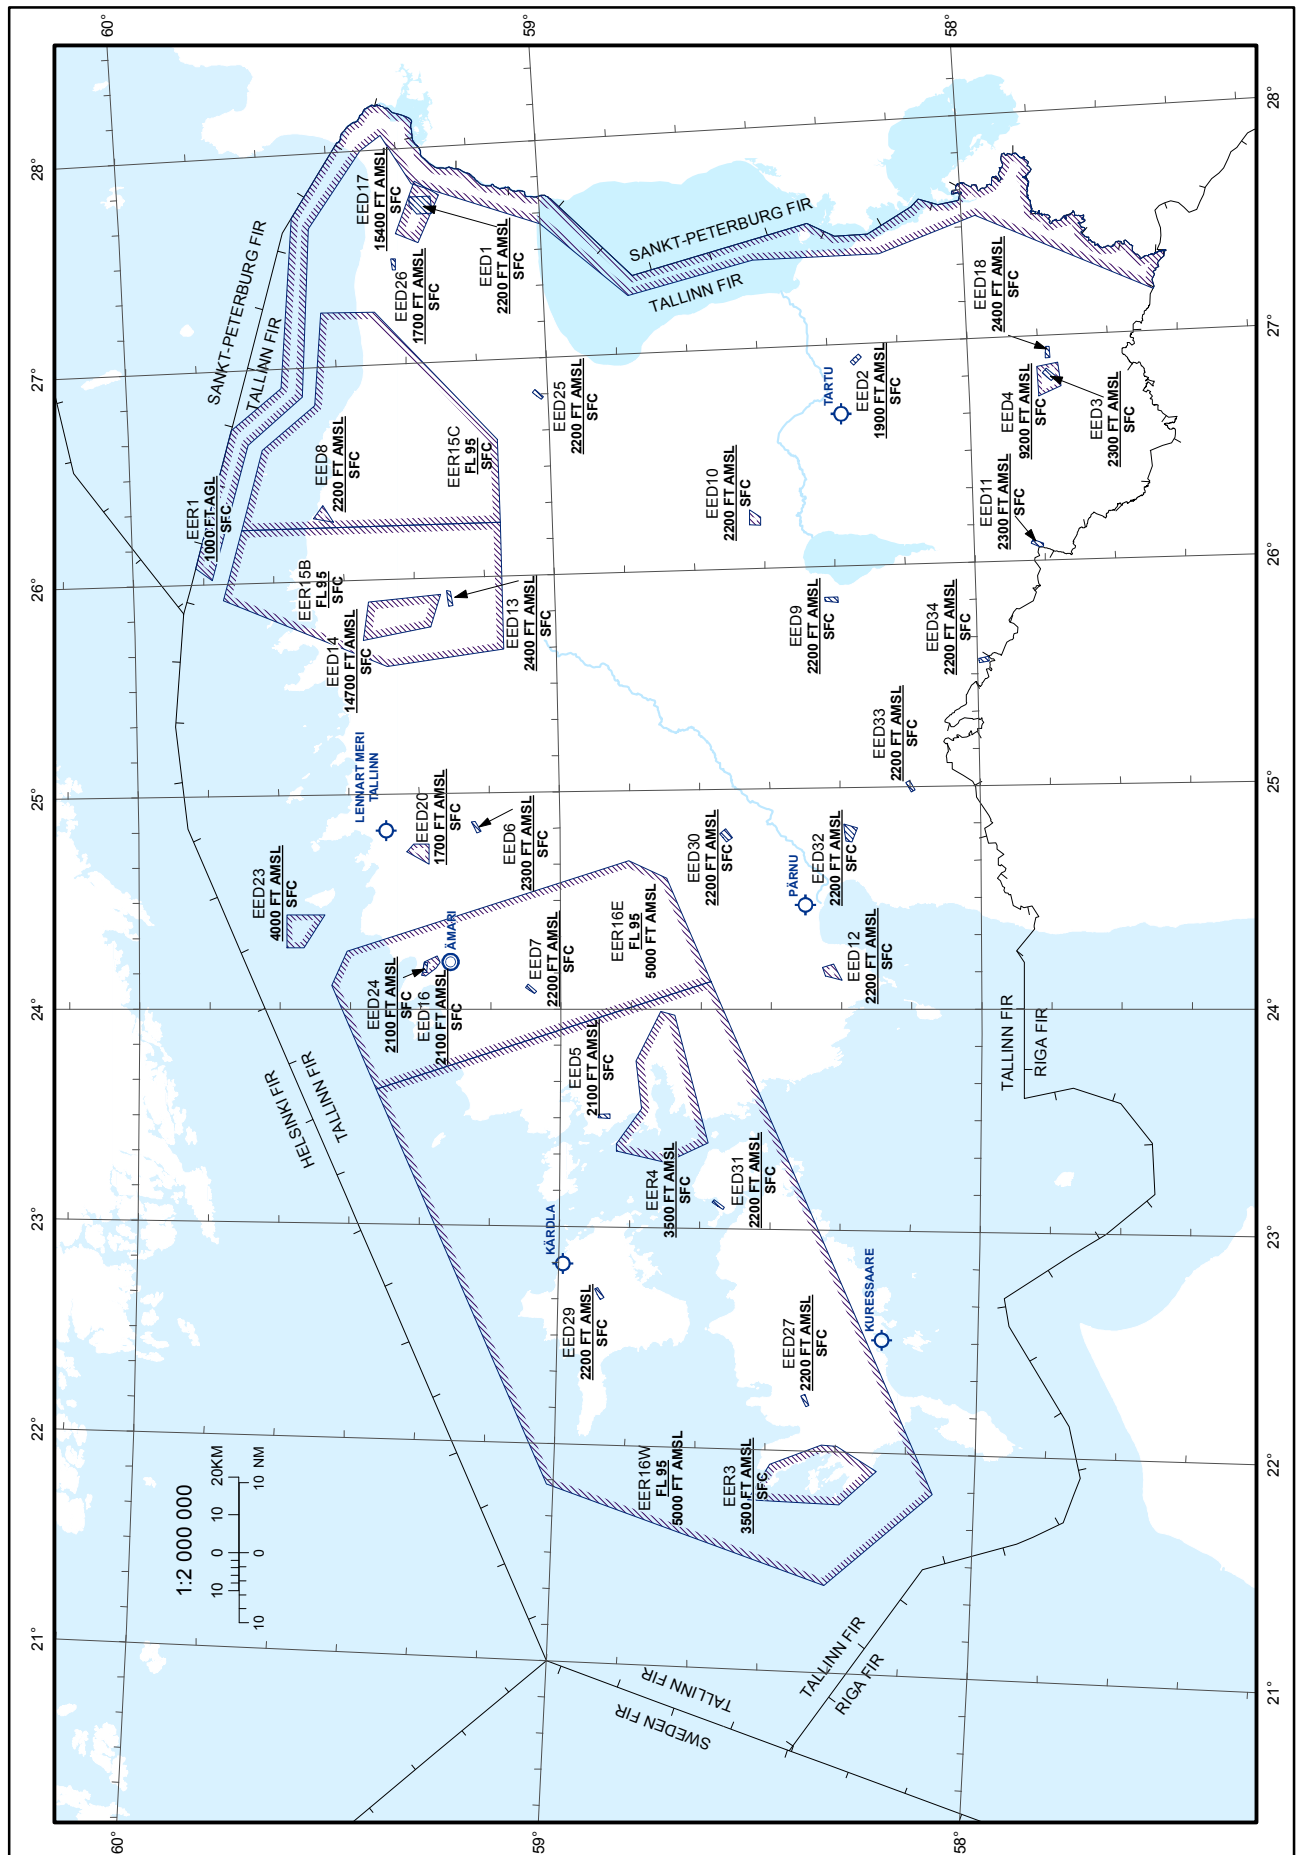 60°
59°
58°
28°
27°
26°
25°
24°
23°
22°
21°
SANKT-PETERBURG FIR
TALLINN FIR
EER1
1000 FT AGL
SFC
EED17
15400 FT AMSL
SFC
EED26
1700 FT AMSL
SFC
EED1
2200 FT AMSL
SFC
SANKT-PETERBURG FIR
TALLINN FIR
EED18
2400 FT AMSL
SFC
EED4
9200 FT AMSL
SFC
EED3
2300 FT AMSL
SFC
EED11
2300 FT AMSL
SFC
TARTU
EED2
1900 FT AMSL
SFC
EED25
2200 FT AMSL
SFC
EED8
2200 FT AMSL
SFC
EER15C
FL 95
SFC
EED10
2200 FT AMSL
SFC
EER15B
FL 95
SFC
EED14
14700 FT AMSL
SFC
EED13
2400 FT AMSL
SFC
EED9
2200 FT AMSL
SFC
EED34
2200 FT AMSL
SFC
EED33
2200 FT AMSL
SFC
LENNART MERI
TALLINN
EED20
1700 FT AMSL
SFC
EED6
2300 FT AMSL
SFC
EED30
2200 FT AMSL
SFC
PÄRNU
EED32
2200 FT AMSL
SFC
EED12
2200 FT AMSL
SFC
EED23
4000 FT AMSL
SFC
ÄMARI
EED24
2100 FT AMSL
SFC
EED16
2100 FT AMSL
SFC
EED7
2200 FT AMSL
SFC
EER16E
FL 95
5000 FT AMSL
TALLINN FIR
RIGA FIR
HELSINKI FIR
TALLINN FIR
EED5
2100 FT AMSL
SFC
EER4
3500 FT AMSL
SFC
EED31
2200 FT AMSL
SFC
KÄRDLA
EED29
2200 FT AMSL
SFC
EED27
2200 FT AMSL
SFC
KURESSAARE
EER16W
FL 95
5000 FT AMSL
EER3
3500 FT AMSL
SFC
1:2 000 000
10 0 10 20KM
10 0 10 NM
TALLINN FIR
SWEDEN FIR
TALLINN FIR
RIGA FIR
28°
27°
26°
25°
24°
23°
22°
21°
60°
59°
58°